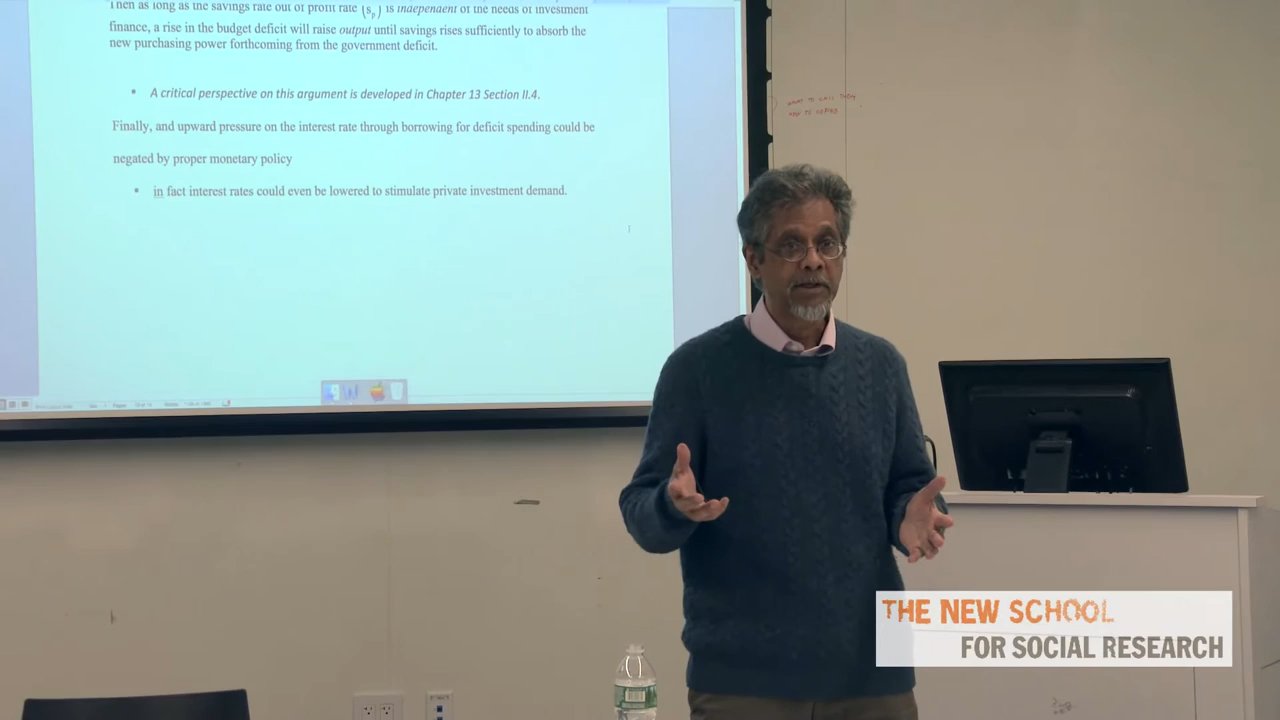 Then as long as the savings rate out of profit rate (sp) is independent of the needs of investment
finance, a rise in the budget deficit will raise output until savings rises sufficiently to absorb the
new purchasing power forthcoming from the government deficit.
• A critical perspective on this argument is developed in Chapter 13 Section II.4.
Finally, and upward pressure on the interest rate through borrowing for deficit spending could be
negated by proper monetary policy
• in fact interest rates could even be lowered to stimulate private investment demand.
THE NEW SCHOOL
FOR SOCIAL RESEARCH